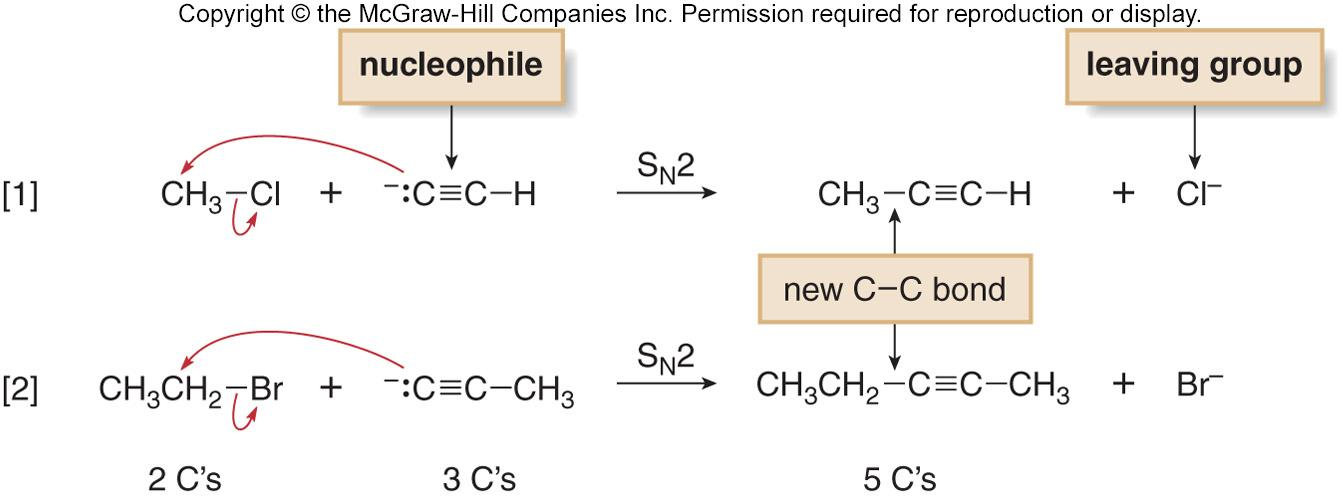 Copyright © the McGraw-Hill Companies Inc. Permission required for reproduction or display.
nucleophile
leaving group
[1] CH₃–Cl + ⁻:C≡C–H Sₙ2 CH₃–C≡C–H + Cl⁻
new C–C bond
[2] CH₃CH₂–Br + ⁻:C≡C–CH₃ Sₙ2 CH₃CH₂–C≡C–CH₃ + Br⁻
2 C's 3 C's 5 C's